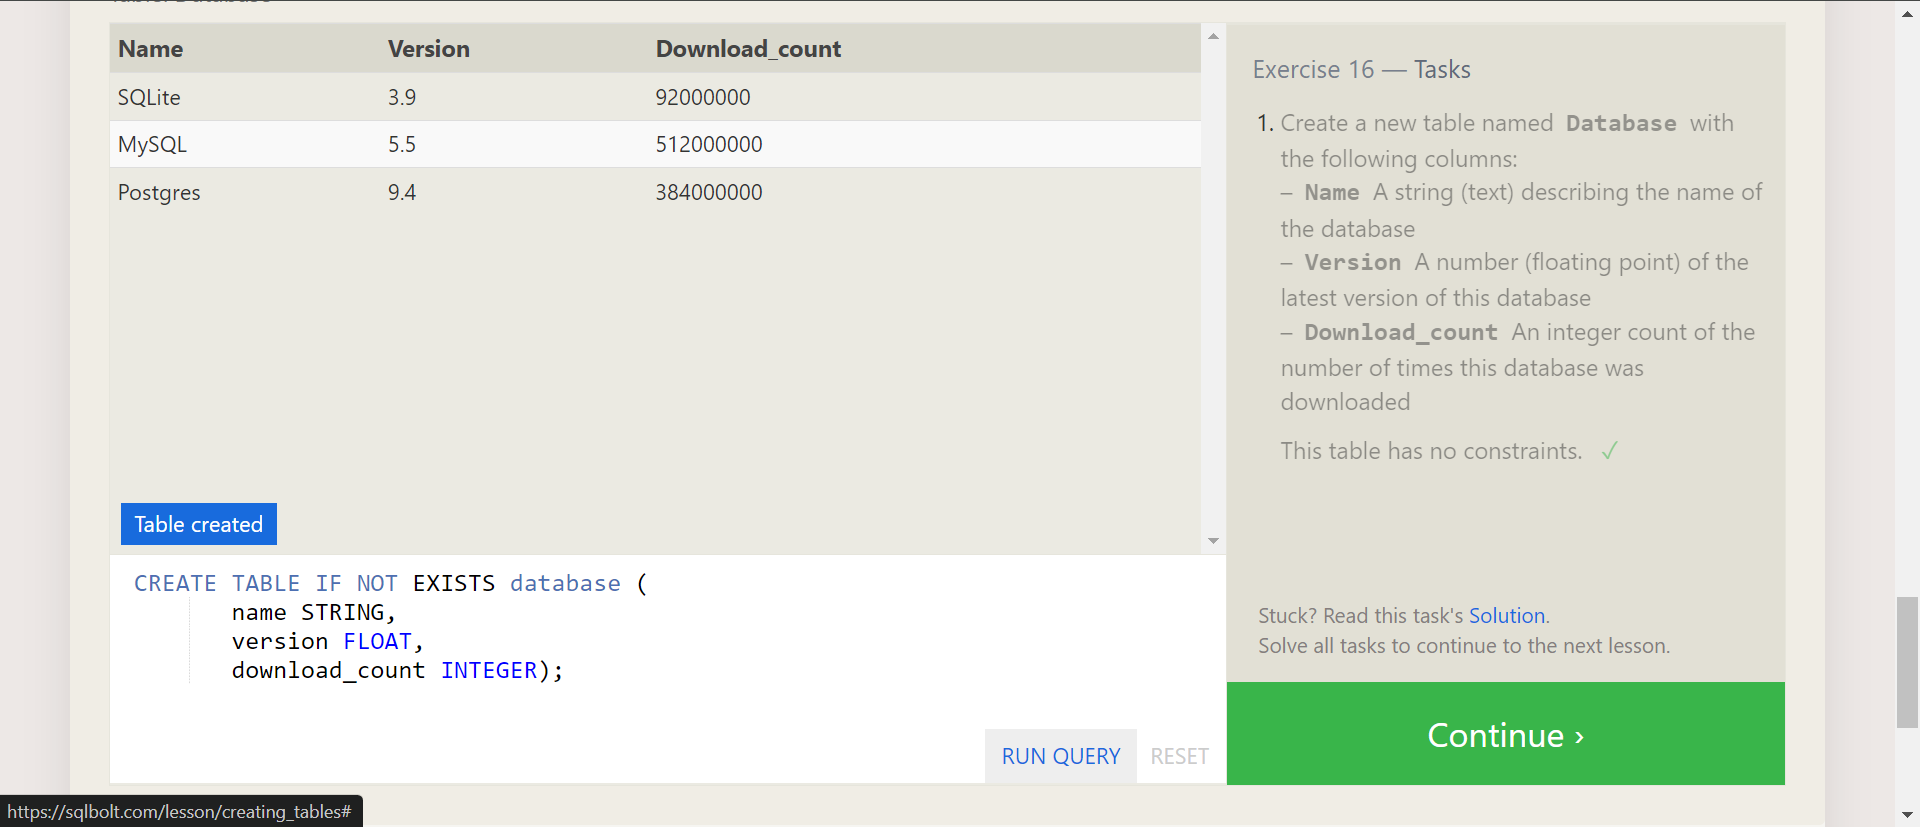 Name Version Download_count
SQLite 3.9 92000000
MySQL 5.5 512000000
Postgres 9.4 384000000
Table created
CREATE TABLE IF NOT EXISTS database (
name STRING,
version FLOAT,
download_count INTEGER);
RUN QUERY RESET
Exercise 16 — Tasks
1. Create a new table named Database with
the following columns:
– Name A string (text) describing the name of
the database
– Version A number (floating point) of the
latest version of this database
– Download_count An integer count of the
number of times this database was
downloaded
This table has no constraints. ✓
Stuck? Read this task's Solution.
Solve all tasks to continue to the next lesson.
Continue ›
https://sqlbolt.com/lesson/creating_tables#